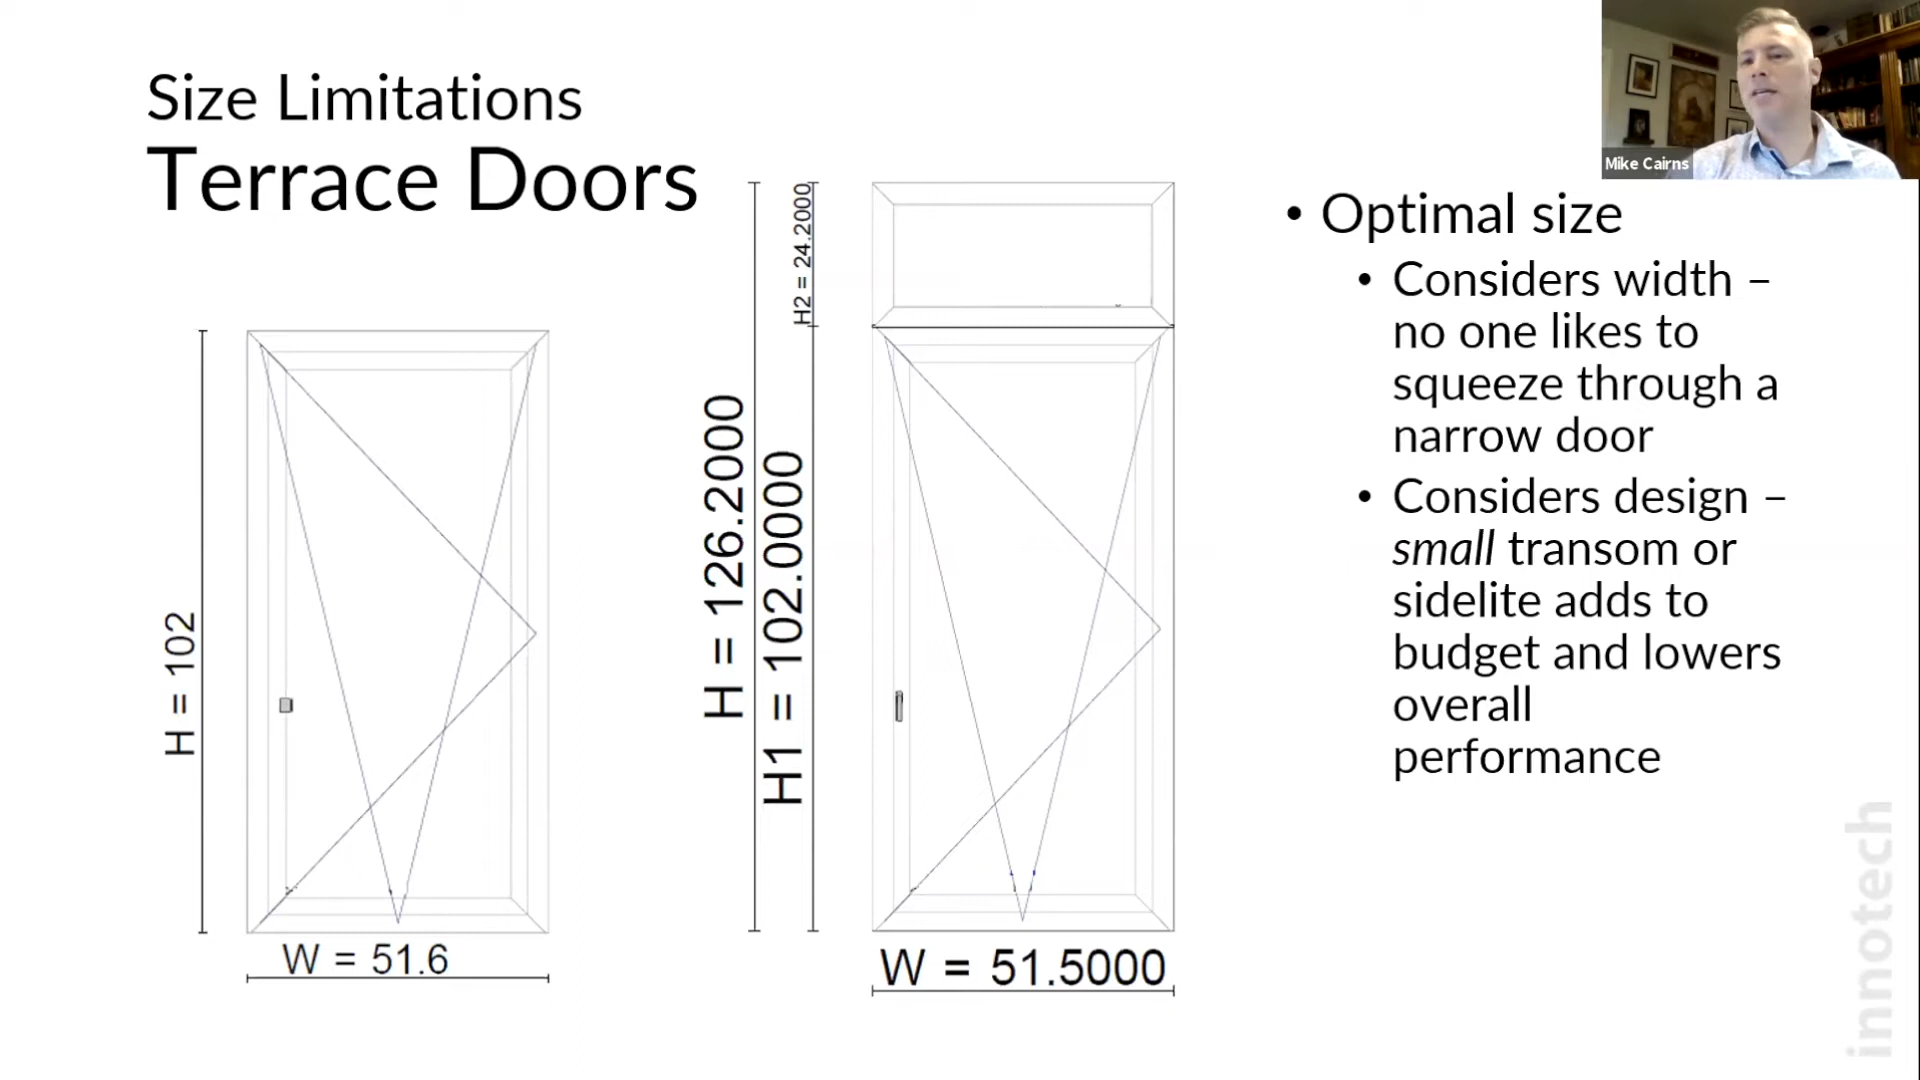 Size Limitations
Terrace Doors
H = 102
W = 51.6
H2 = 24.2000
H = 126.2000
H1 = 102.0000
W = 51.5000
Mike Cairns
• Optimal size
• Considers width –
no one likes to
squeeze through a
narrow door
• Considers design –
small transom or
sidelite adds to
budget and lowers
overall
performance
innotech